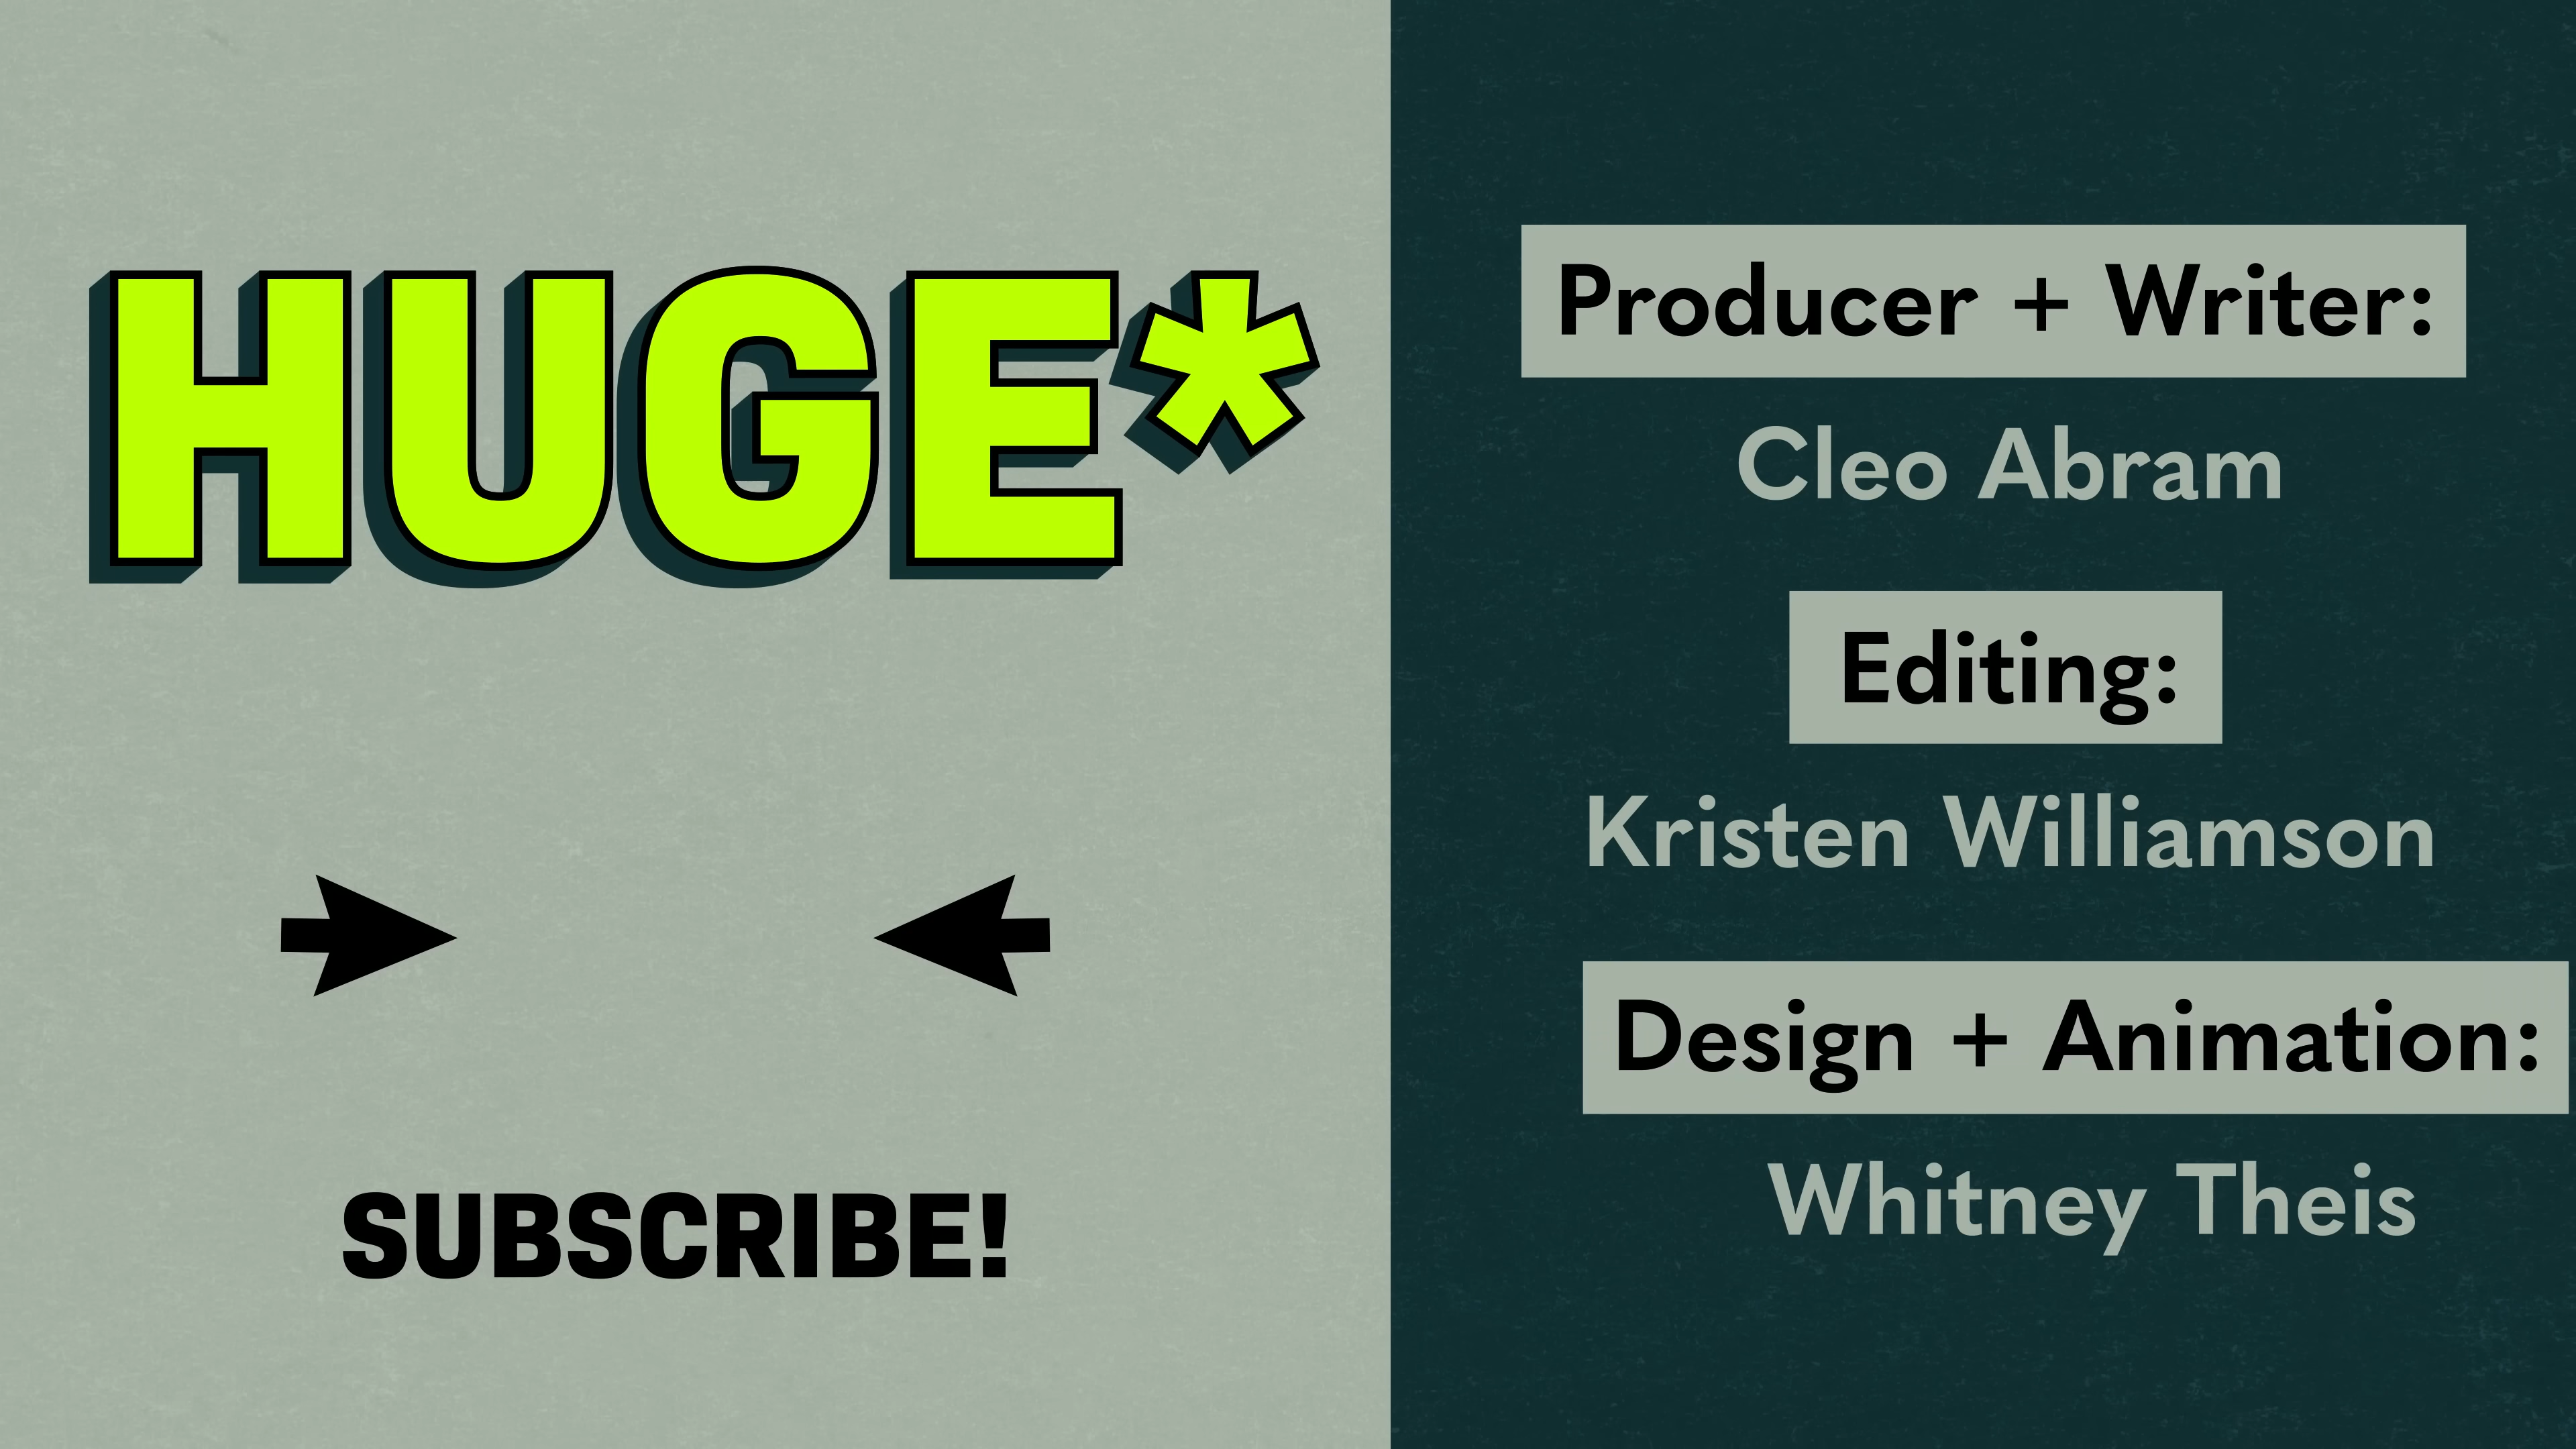 HUGE*
SUBSCRIBE!
Producer + Writer:
Cleo Abram
Editing:
Kristen Williamson
Design + Animation:
Whitney Theis